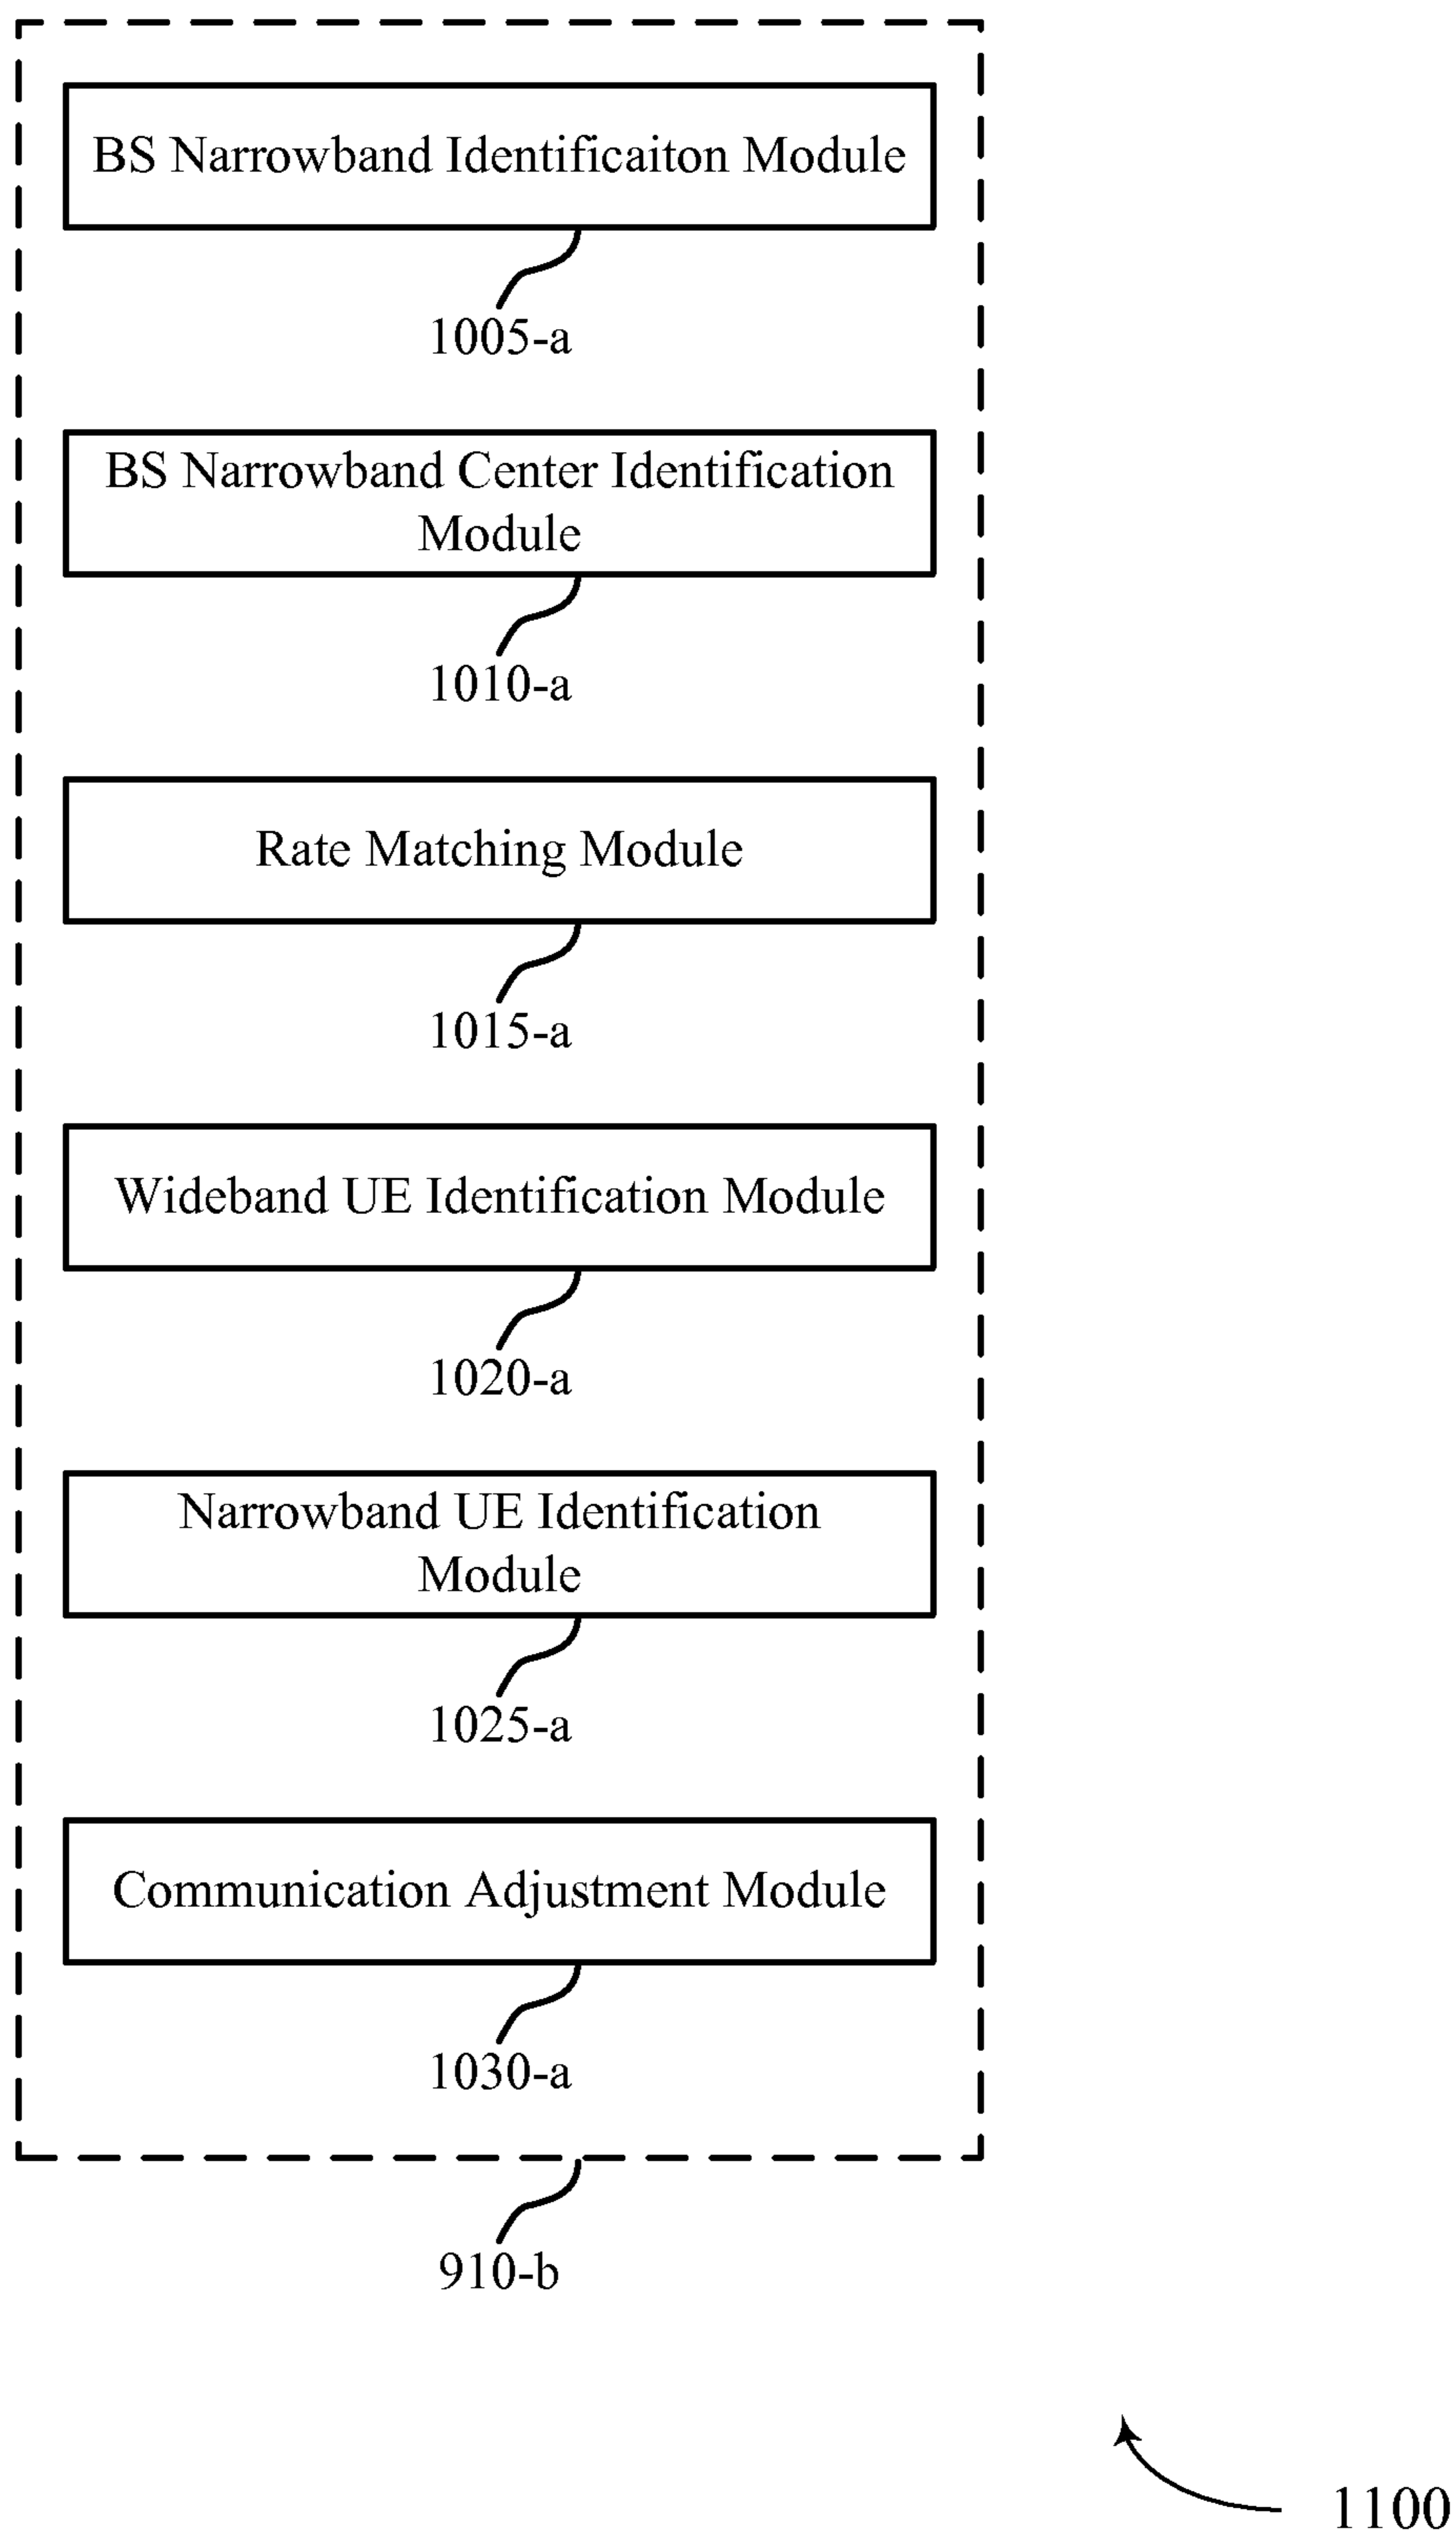 BS Narrowband Identificaiton Module
1005-a
BS Narrowband Center Identification
Module
1010-a
Rate Matching Module
1015-a
Wideband UE Identification Module
1020-a
Narrowband UE Identification
Module
1025-a
Communication Adjustment Module
1030-a
910-b
1100